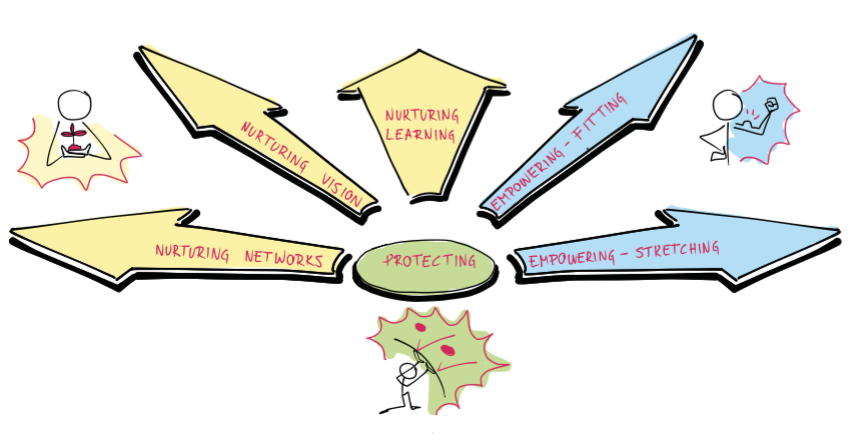 NURTURING
LEARNING
NURTURING VISION
EMPOWERING - FITTING
NURTURING NETWORKS
PROTECTING
EMPOWERING - STRETCHING